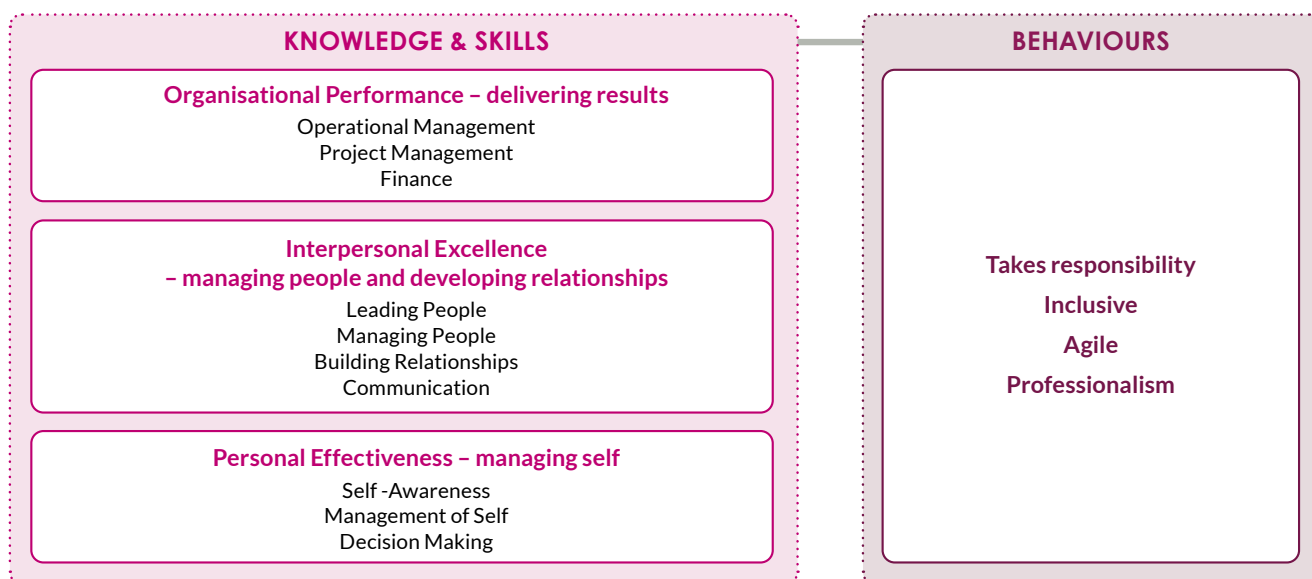 KNOWLEDGE & SKILLS
Organisational Performance – delivering results
Operational Management
Project Management
Finance
Interpersonal Excellence
– managing people and developing relationships
Leading People
Managing People
Building Relationships
Communication
Personal Effectiveness – managing self
Self -Awareness
Management of Self
Decision Making
BEHAVIOURS
Takes responsibility
Inclusive
Agile
Professionalism